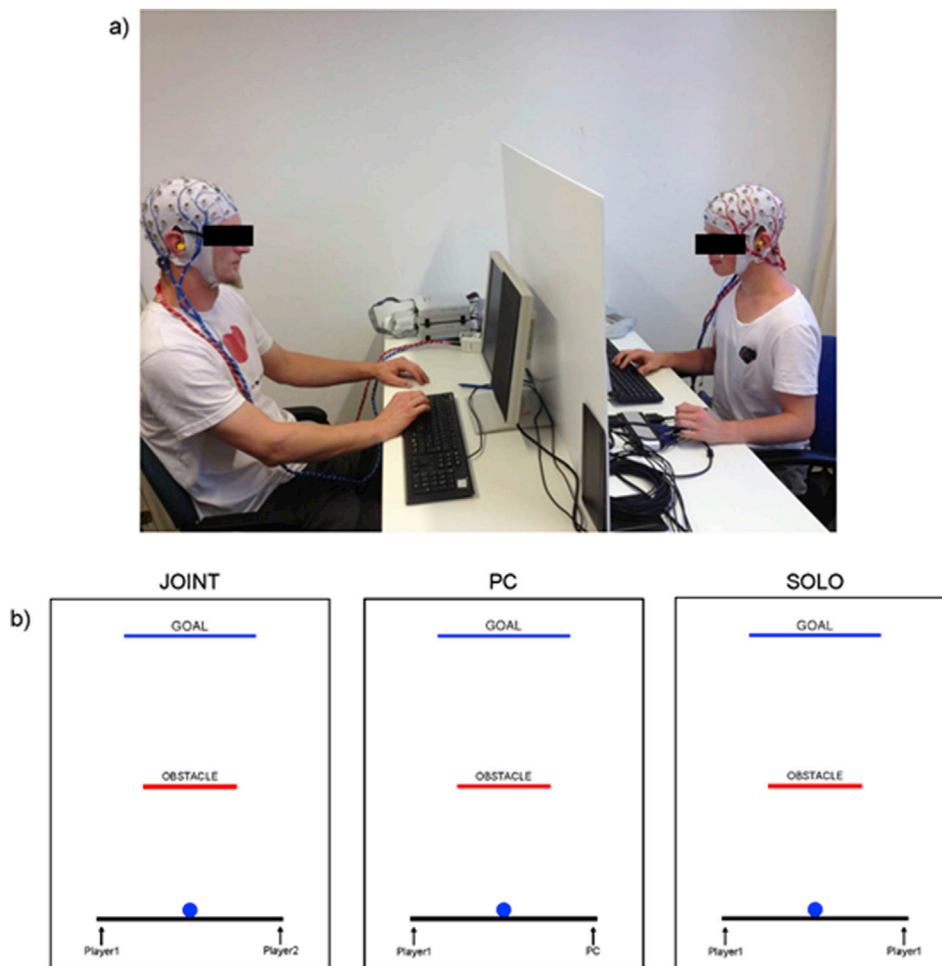 a)
b)
JOINT PC SOLO
GOAL GOAL GOAL
OBSTACLE OBSTACLE OBSTACLE
Player1 Player2 Player1 PC Player1 Player1